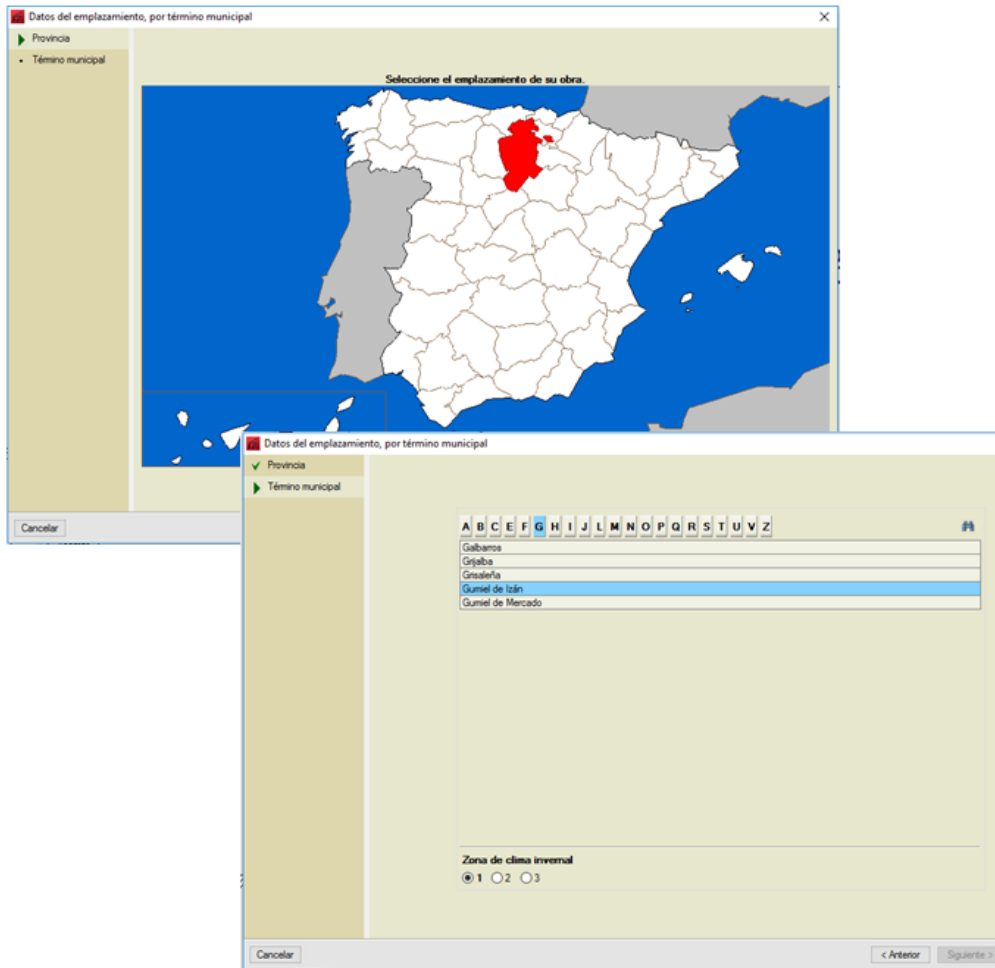 Datos del emplazamiento, por término municipal
Provincia
Término municipal
Seleccione el emplazamiento de su obra.
Cancelar
Datos del emplazamiento, por término municipal
Provincia
Término municipal
A B C E F G H I J L M N O P Q R S T U V Z
Galbarros
Grijalba
Grisaleña
Gumiel de Izán
Gumiel de Mercado
Zona de clima invernal
1 2 3
Cancelar
< Anterior Siguiente >